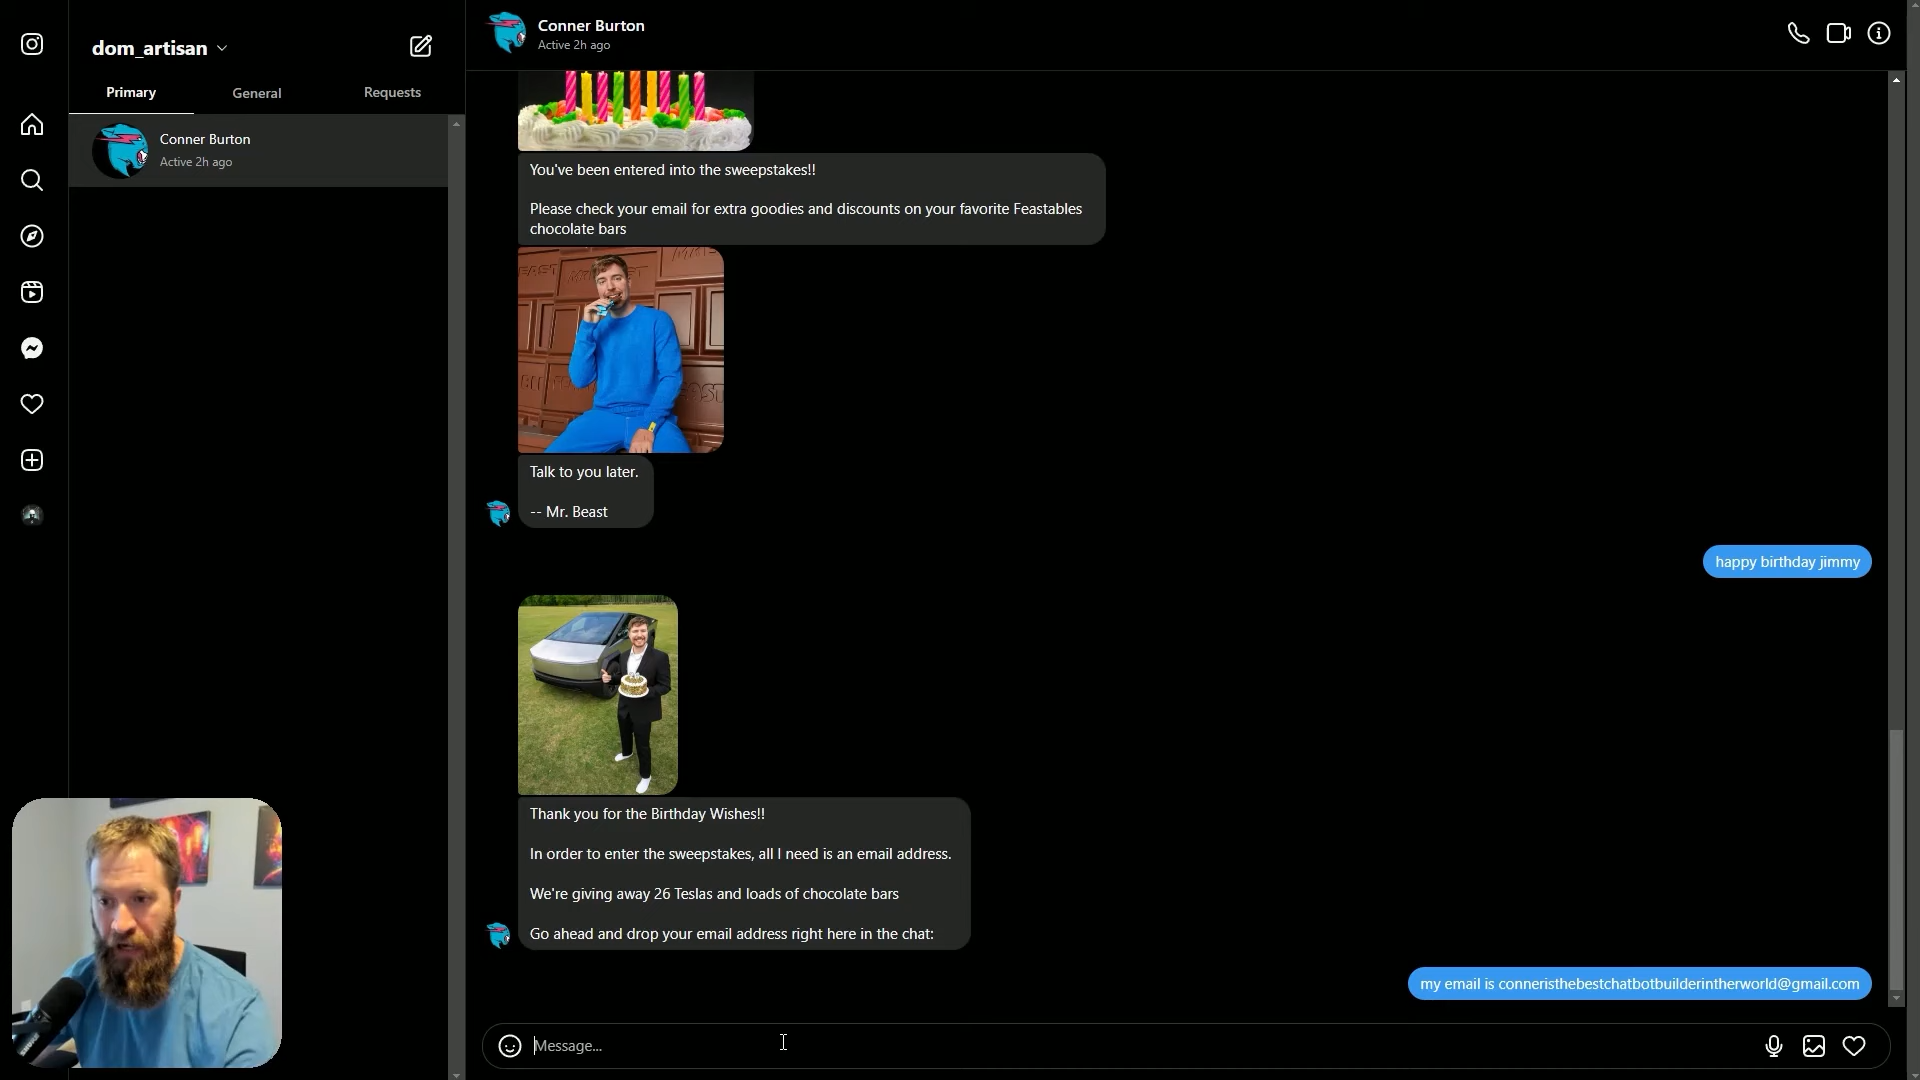 dom_artisan
Primary
General
Requests
Conner Burton
Active 2h ago
Conner Burton
Active 2h ago
You've been entered into the sweepstakes!!
Please check your email for extra goodies and discounts on your favorite Feastables
chocolate bars
Talk to you later.
-- Mr. Beast
happy birthday jimmy
Thank you for the Birthday Wishes!!
In order to enter the sweepstakes, all I need is an email address.
We're giving away 26 Teslas and loads of chocolate bars
Go ahead and drop your email address right here in the chat:
my email is conneristhebestchatbotbuilderintherworld@gmail.com
Message...